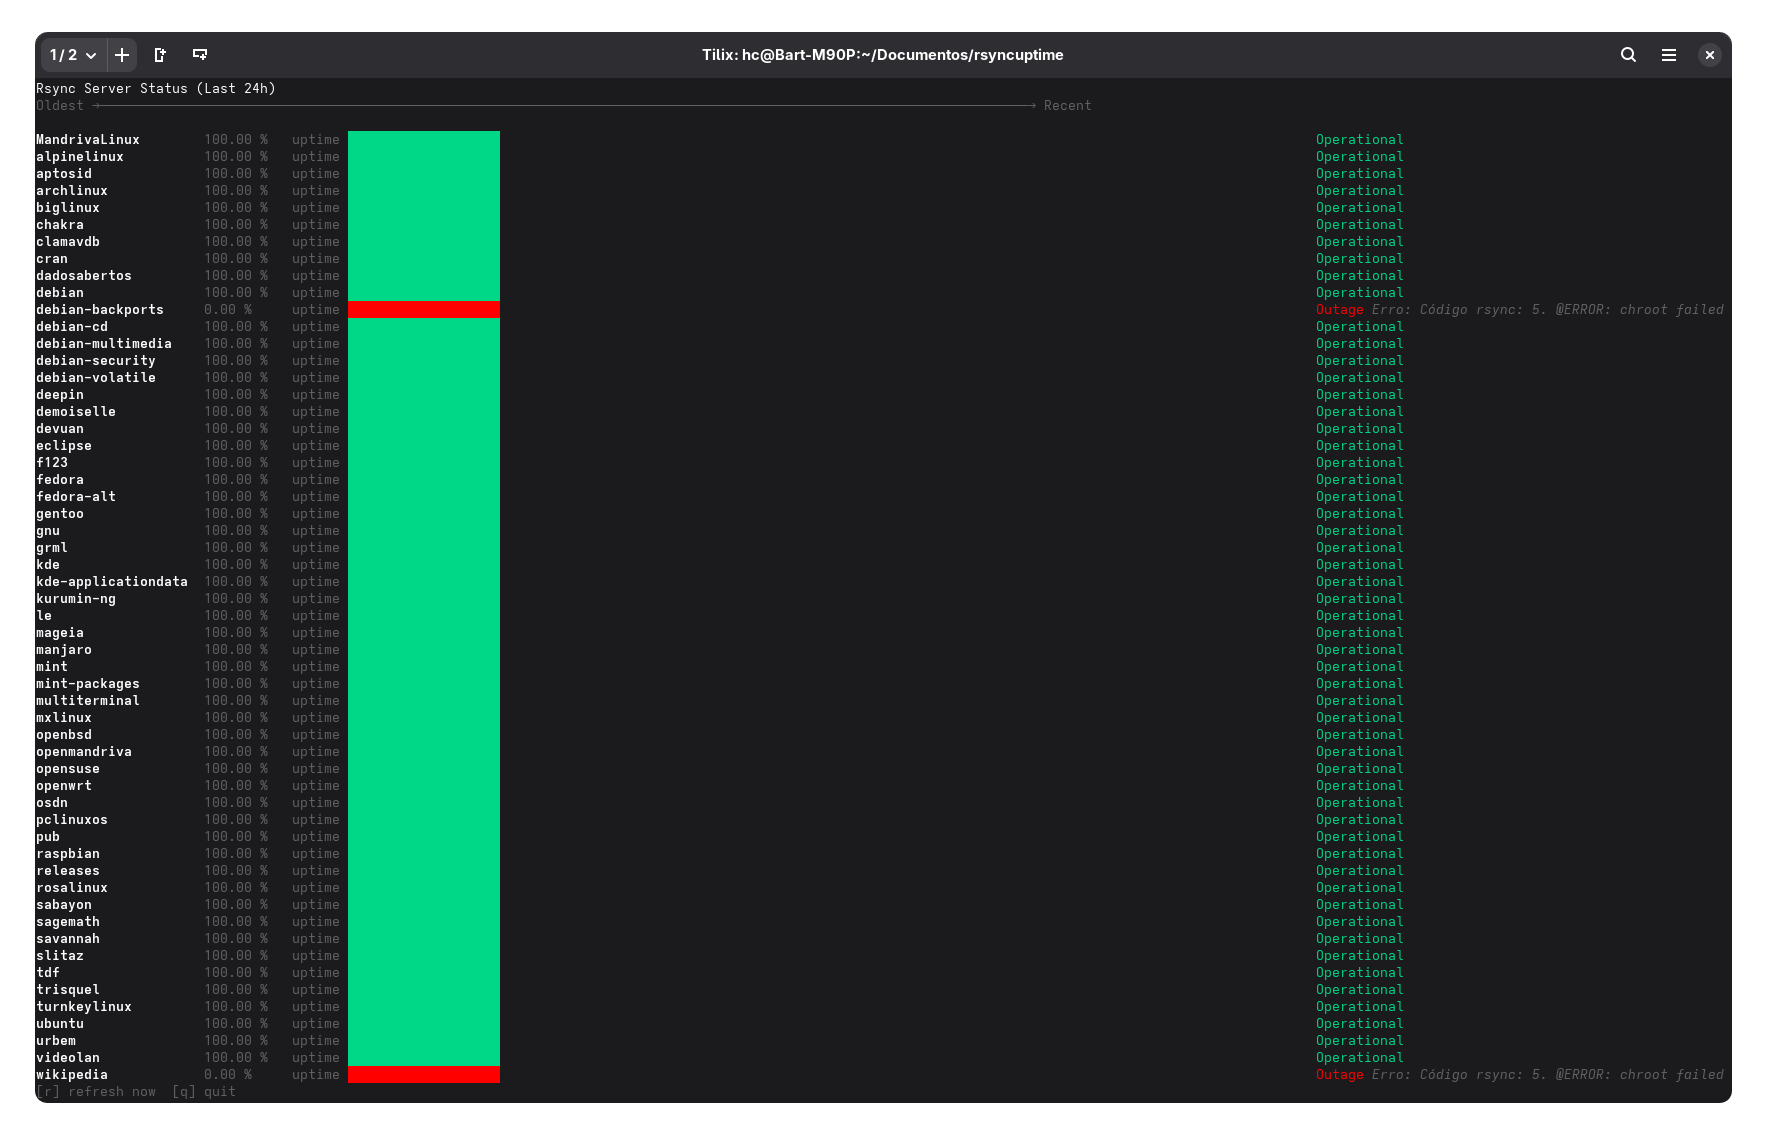 1 / 2
Tilix: hc@Bart-M90P:~/Documentos/rsyncuptime
Rsync Server Status (Last 24h)
Oldest → Recent
MandrivaLinux 100.00 % uptime Operational
alpinelinux 100.00 % uptime Operational
aptosid 100.00 % uptime Operational
archlinux 100.00 % uptime Operational
biglinux 100.00 % uptime Operational
chakra 100.00 % uptime Operational
clamavdb 100.00 % uptime Operational
cran 100.00 % uptime Operational
dadosabertos 100.00 % uptime Operational
debian 100.00 % uptime Operational
debian-backports 0.00 % uptime Outage Erro: Código rsync: 5. @ERROR: chroot failed
debian-cd 100.00 % uptime Operational
debian-multimedia 100.00 % uptime Operational
debian-security 100.00 % uptime Operational
debian-volatile 100.00 % uptime Operational
deepin 100.00 % uptime Operational
demoiselle 100.00 % uptime Operational
devuan 100.00 % uptime Operational
eclipse 100.00 % uptime Operational
f123 100.00 % uptime Operational
fedora 100.00 % uptime Operational
fedora-alt 100.00 % uptime Operational
gentoo 100.00 % uptime Operational
gnu 100.00 % uptime Operational
grml 100.00 % uptime Operational
kde 100.00 % uptime Operational
kde-applicationdata 100.00 % uptime Operational
kurumin-ng 100.00 % uptime Operational
le 100.00 % uptime Operational
mageia 100.00 % uptime Operational
manjaro 100.00 % uptime Operational
mint 100.00 % uptime Operational
mint-packages 100.00 % uptime Operational
multiterminal 100.00 % uptime Operational
mxlinux 100.00 % uptime Operational
openbsd 100.00 % uptime Operational
openmandriva 100.00 % uptime Operational
opensuse 100.00 % uptime Operational
openwrt 100.00 % uptime Operational
osdn 100.00 % uptime Operational
pclinuxos 100.00 % uptime Operational
pub 100.00 % uptime Operational
raspbian 100.00 % uptime Operational
releases 100.00 % uptime Operational
rosalinux 100.00 % uptime Operational
sabayon 100.00 % uptime Operational
sagemath 100.00 % uptime Operational
savannah 100.00 % uptime Operational
slitaz 100.00 % uptime Operational
tdf 100.00 % uptime Operational
trisquel 100.00 % uptime Operational
turnkeylinux 100.00 % uptime Operational
ubuntu 100.00 % uptime Operational
urbem 100.00 % uptime Operational
videolan 100.00 % uptime Operational
wikipedia 0.00 % uptime Outage Erro: Código rsync: 5. @ERROR: chroot failed
[r] refresh now [q] quit